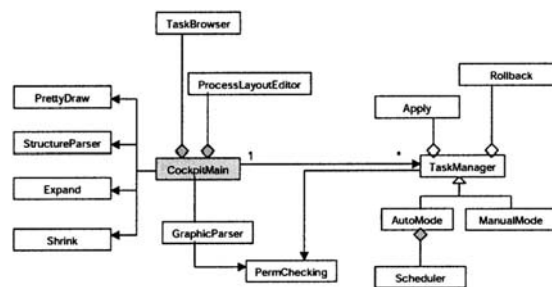 TaskBrowser
ProcessLayoutEditor
Rollback
PrettyDraw
Apply
StructureParser
CockpitMain
1
*
TaskManager
Expand
AutoMode
ManualMode
GraphicParser
Shrink
PermChecking
Scheduler